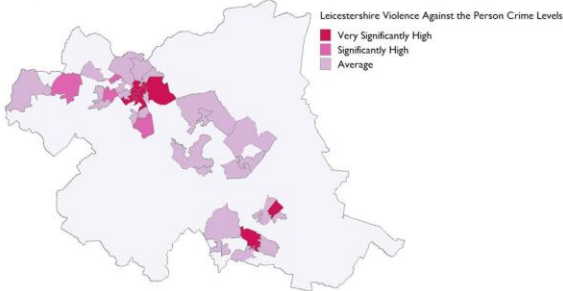 Leicestershire Violence Against the Person Crime Levels
Very Significantly High
Significantly High
Average